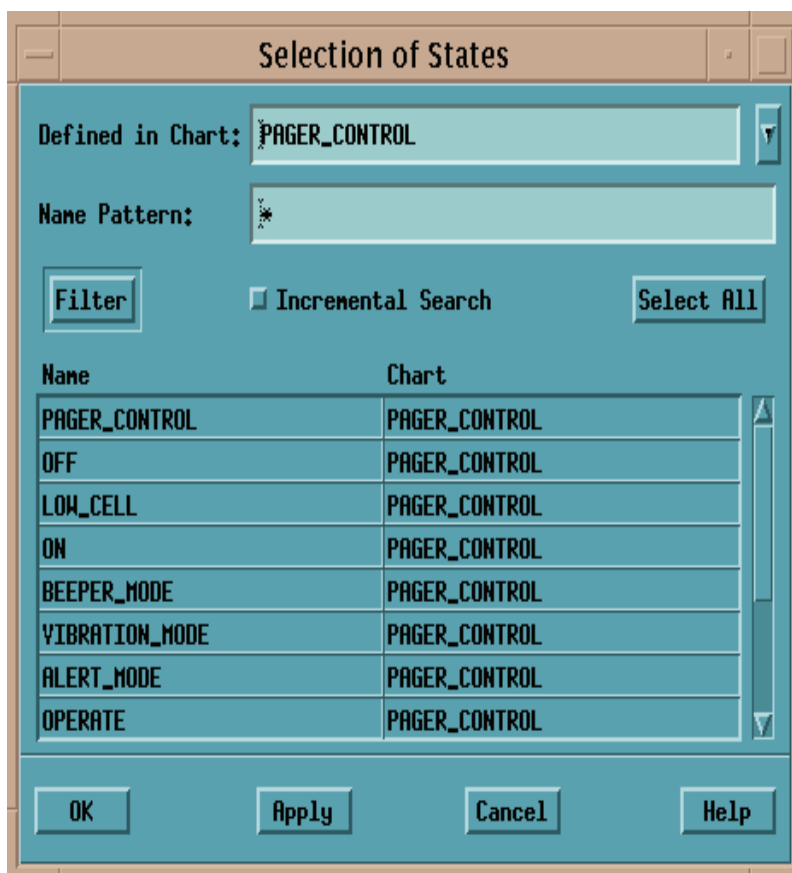 Selection of States
Defined in Chart: PAGER_CONTROL
Name Pattern: *
Filter Incremental Search Select All
Name Chart
PAGER_CONTROL PAGER_CONTROL
OFF PAGER_CONTROL
LOW_CELL PAGER_CONTROL
ON PAGER_CONTROL
BEEPER_MODE PAGER_CONTROL
VIBRATION_MODE PAGER_CONTROL
ALERT_MODE PAGER_CONTROL
OPERATE PAGER_CONTROL
OK Apply Cancel Help